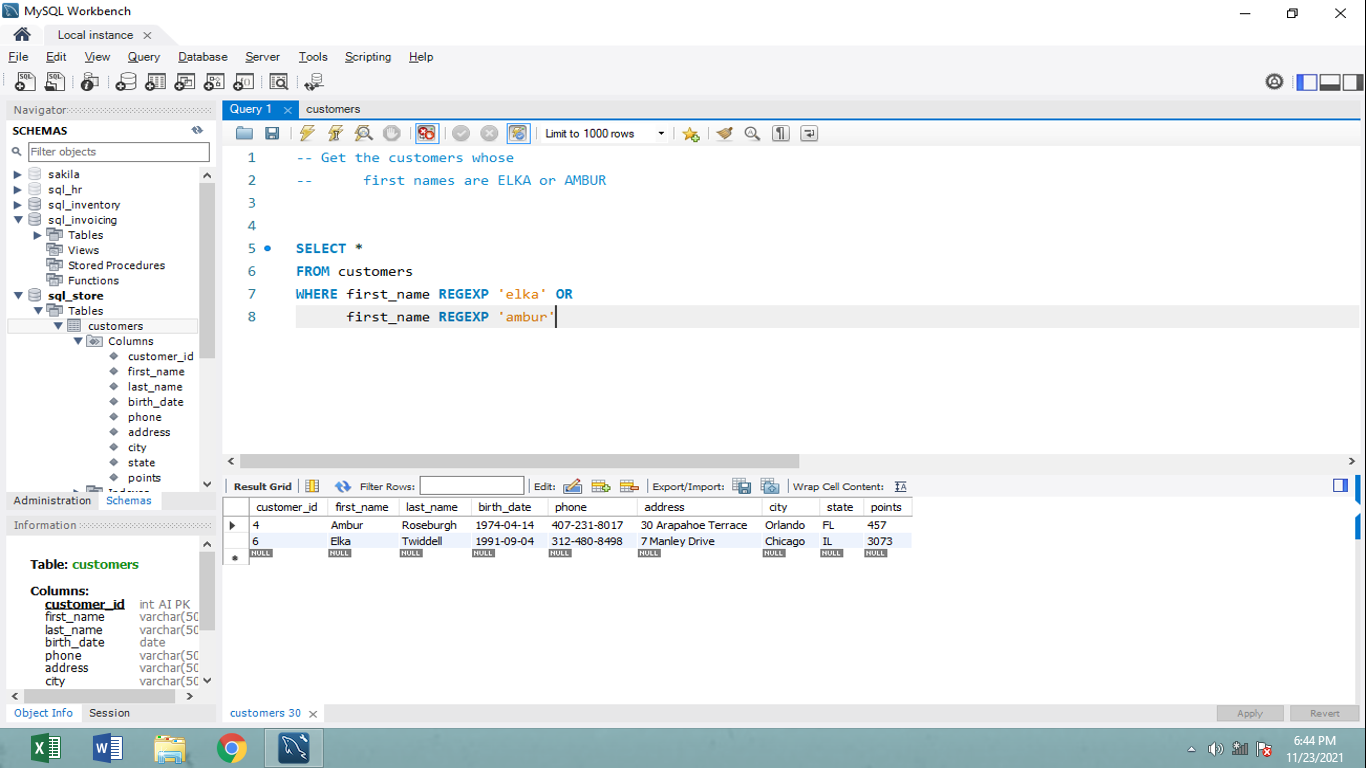 MySQL Workbench
Local instance
File Edit View Query Database Server Tools Scripting Help
Navigator
SCHEMAS
Filter objects
sakila
sql_hr
sql_inventory
sql_invoicing
Tables
Views
Stored Procedures
Functions
sql_store
Tables
customers
Columns
customer_id
first_name
last_name
birth_date
phone
address
city
state
points
Administration Schemas
Information
Table: customers
Columns:
customer_id int AI PK
first_name varchar(50
last_name varchar(50
birth_date date
phone varchar(50
address varchar(50
city varchar(50
Object Info Session
Query 1 customers
Limit to 1000 rows
1 -- Get the customers whose
2 -- first names are ELKA or AMBUR
3
4
5 SELECT *
6 FROM customers
7 WHERE first_name REGEXP 'elka' OR
8 first_name REGEXP 'ambur'
Result Grid Filter Rows: Edit: Export/Import: Wrap Cell Content:
customer_id first_name last_name birth_date phone address city state points
4 Ambur Roseburgh 1974-04-14 407-231-8017 30 Arapahoe Terrace Orlando FL 457
6 Elka Twiddell 1991-09-04 312-480-8498 7 Manley Drive Chicago IL 3073
NULL NULL NULL NULL NULL NULL NULL NULL NULL
customers 30
Apply Revert
6:44 PM
11/23/2021